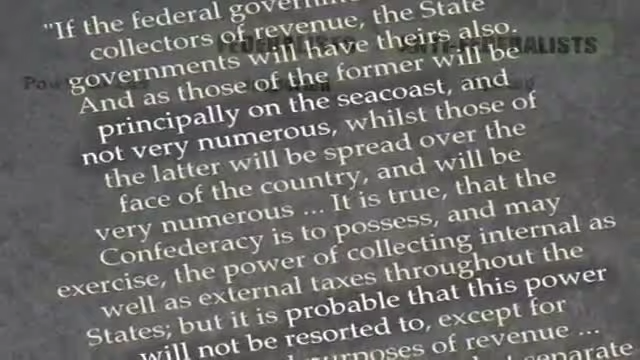 "If the federal
collectors of revenue, the State
governments will have theirs also.
And as those of the former will be
principally on the seacoast, and
not very numerous, whilst those of
the latter will be spread over the
face of the country, and will be
very numerous ... It is true, that the
Confederacy is to possess, and may
exercise, the power of collecting internal as
well as external taxes throughout the
States; but it is probable that this power
will not be resorted to, except for
purposes of revenue ...